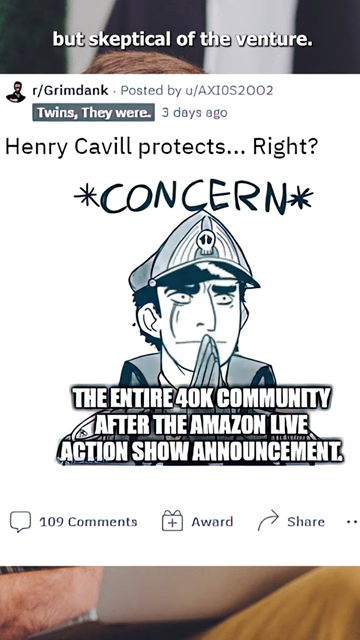 but skeptical of the venture.
r/Grimdank · Posted by u/AXI0S2002
Twins, They were. 3 days ago
Henry Cavill protects... Right?
*CONCERN*
THE ENTIRE 40K COMMUNITY
AFTER THE AMAZON LIVE
ACTION SHOW ANNOUNCEMENT.
109 Comments Award Share